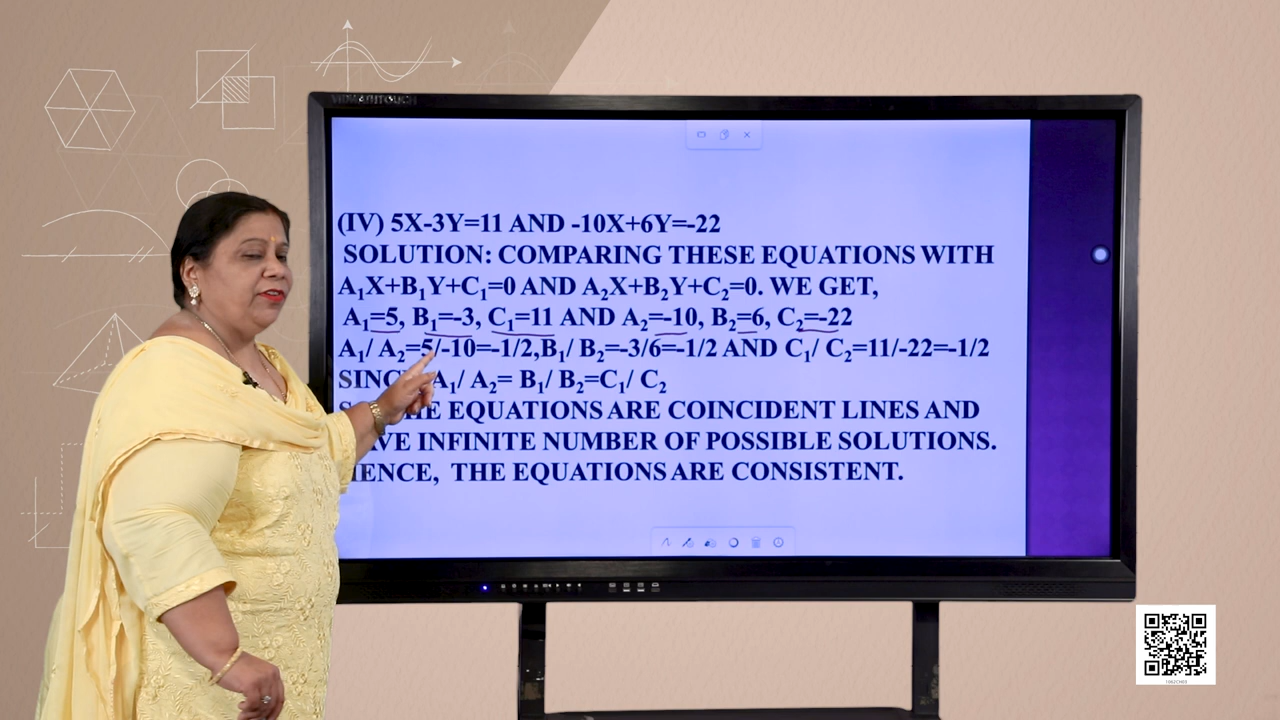 (IV) 5X-3Y=11 AND -10X+6Y=-22
SOLUTION: COMPARING THESE EQUATIONS WITH
A₁X+B₁Y+C₁=0 AND A₂X+B₂Y+C₂=0. WE GET,
A₁=5, B₁=-3, C₁=11 AND A₂=-10, B₂=6, C₂=-22
A₁/ A₂=5/-10=-1/2,B₁/ B₂=-3/6=-1/2 AND C₁/ C₂=11/-22=-1/2
A₁/ A₂= B₁/ B₂=C₁/ C₂
EQUATIONS ARE COINCIDENT LINES AND
INFINITE NUMBER OF POSSIBLE SOLUTIONS.
HENCE, THE EQUATIONS ARE CONSISTENT.